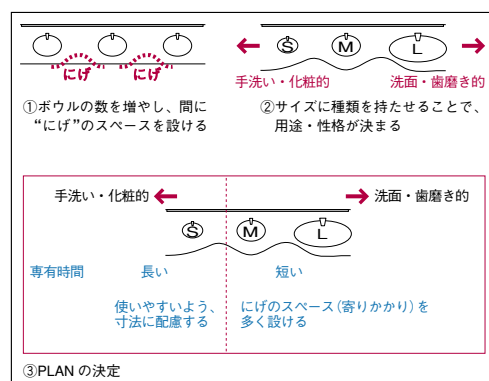 にげ にげ
①ボウルの数を増やし、間に
“にげ”のスペースを設ける
S M L
手洗い・化粧的 洗面・歯磨き的
②サイズに種類を持たせることで、
用途・性格が決まる
手洗い・化粧的 洗面・歯磨き的
S M L
専有時間 長い 短い
使いやすいよう、
寸法に配慮する
にげのスペース(寄りかかり)を
多く設ける
③PLAN の決定